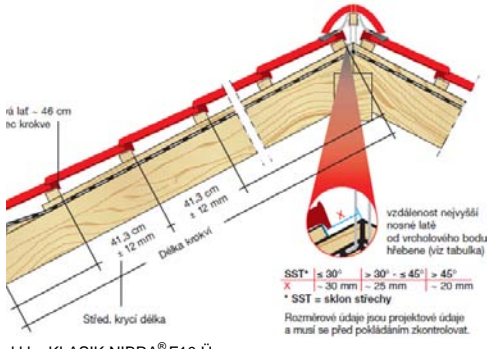 vá lať ~ 46 cm
ec krokve
41,3 cm
± 12 mm
41,3 cm
± 12 mm
Délka krokví
Střed. krycí délka
X
vzdálenost nejvyšší
nosné latě
od vrcholového bodu
hřebene (viz tabulka)
SST* ≤ 30° > 30° - ≤ 45° > 45°
X ~ 30 mm ~ 25 mm ~ 20 mm
* SST = sklon střechy
Rozměrové údaje jsou projektové údaje
a musí se před pokládáním zkontrolovat.
KLASIK NIBRA® F10 Ü